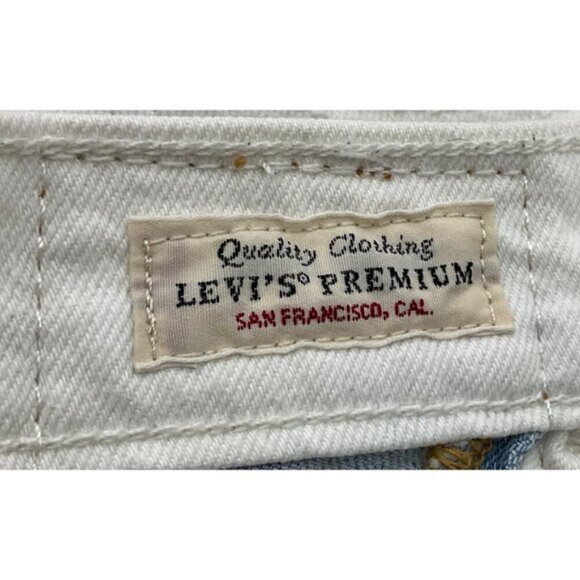 Quality Clothing
LEVI'S® PREMIUM
SAN FRANCISCO, CAL.